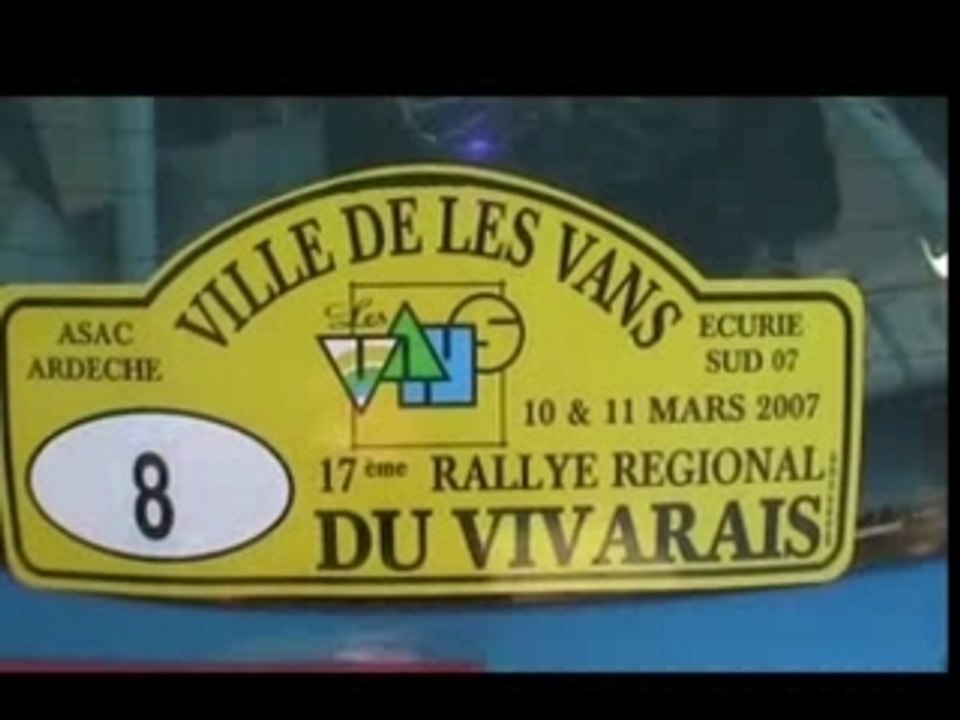 VILLE DE LES VANS
ASAC
ARDECHE
Les
ECURIE
SUD 07
10 & 11 MARS 2007
8
17ème RALLYE REGIONAL
DU VIVARAIS